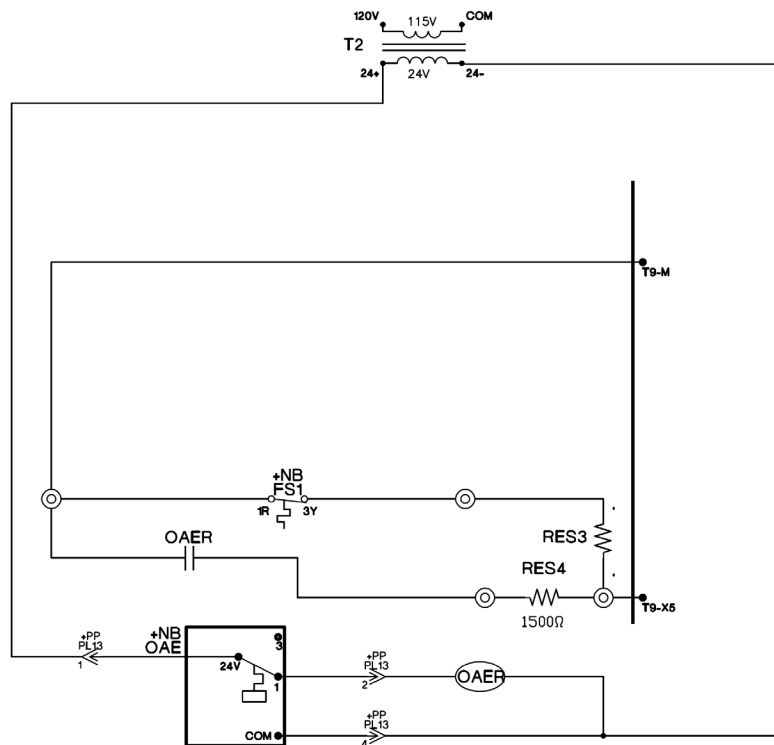 120V 115V COM
T2
24+ 24V 24-
T9-M
+NB
FS1
1R 3Y
OAER
RES3
RES4
T9-X5
1500Ω
+PP
PL13
1
+NB
OAE
3
24V
1
+PP
PL13
2
OAER
COM
+PP
PL13
4